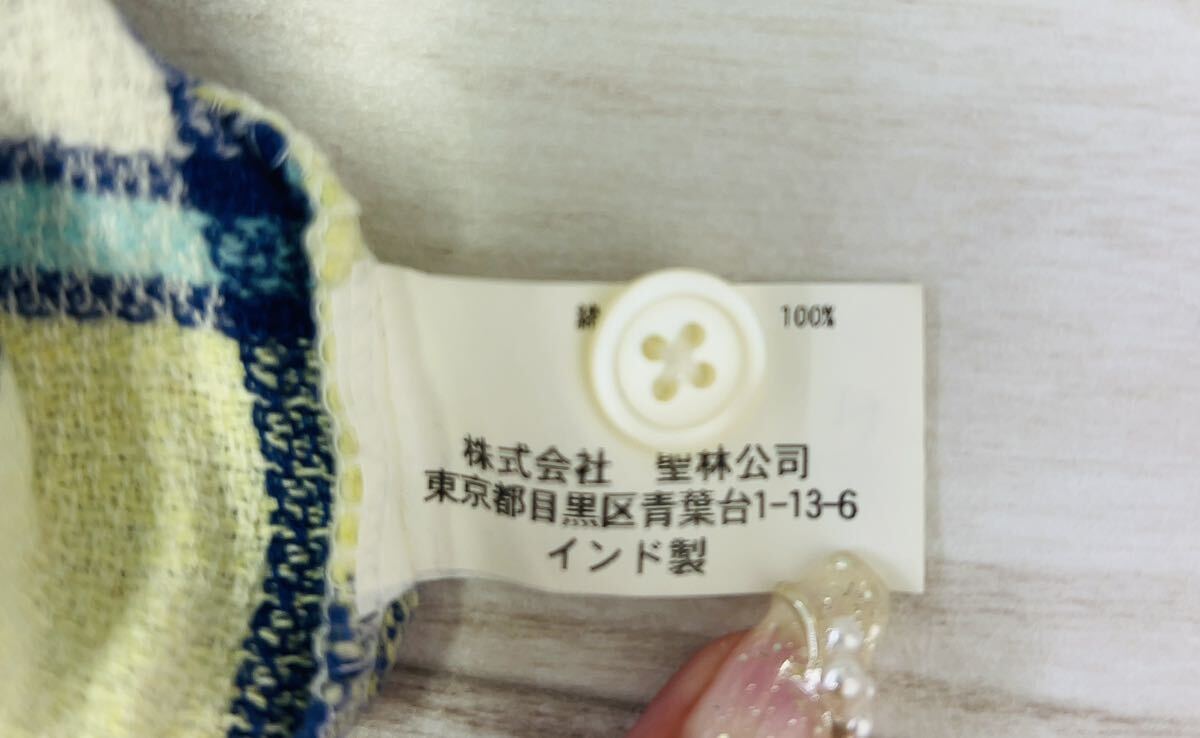 綿 100%
株式会社 聖林公司
東京都目黒区青葉台1-13-6
インド製